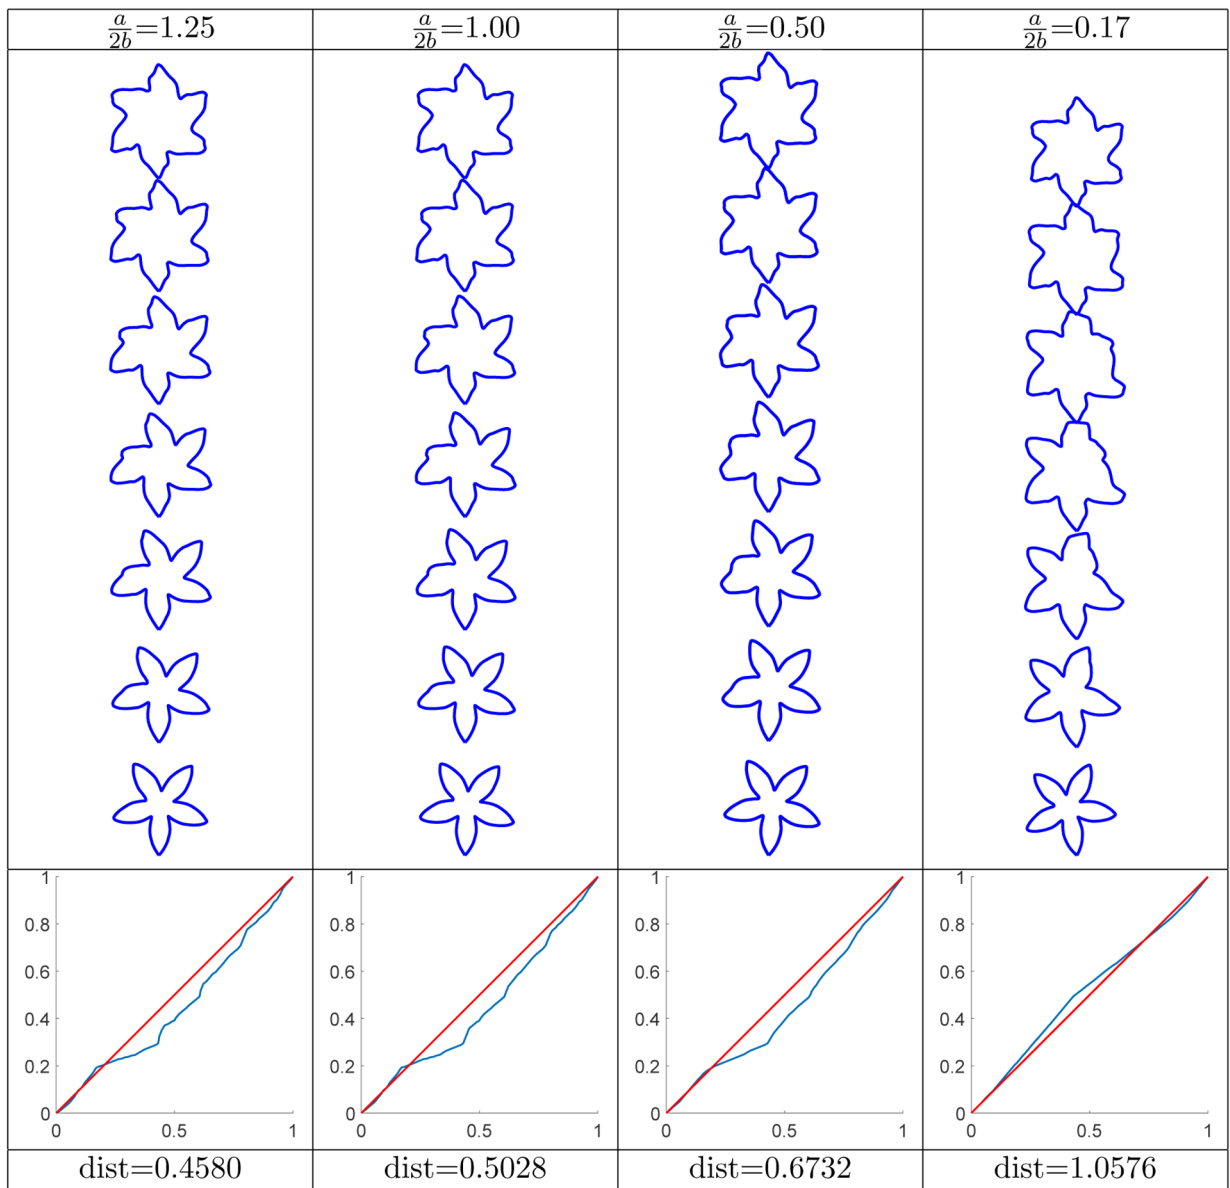 a/2b=1.25 a/2b=1.00 a/2b=0.50 a/2b=0.17
1 1 1 1
0.8 0.8 0.8 0.8
0.6 0.6 0.6 0.6
0.4 0.4 0.4 0.4
0.2 0.2 0.2 0.2
0 0 0 0
0 0.5 1 0 0.5 1 0 0.5 1 0 0.5 1
dist=0.4580 dist=0.5028 dist=0.6732 dist=1.0576